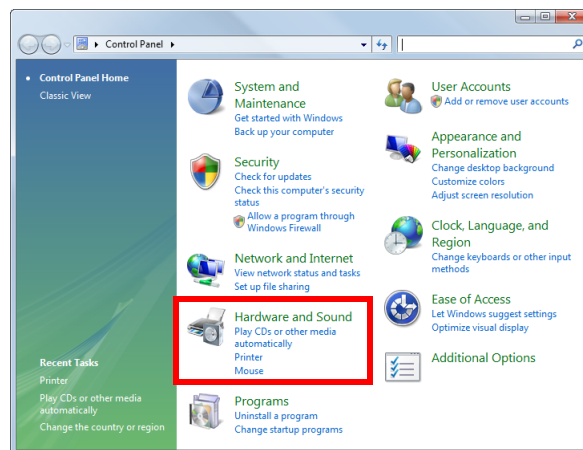 Control Panel
Control Panel Home
Classic View
Recent Tasks
Printer
Play CDs or other media
automatically
Change the country or region
System and
Maintenance
Get started with Windows
Back up your computer
Security
Check for updates
Check this computer's security
status
Allow a program through
Windows Firewall
Network and Internet
View network status and tasks
Set up file sharing
Hardware and Sound
Play CDs or other media
automatically
Printer
Mouse
Programs
Uninstall a program
Change startup programs
User Accounts
Add or remove user accounts
Appearance and
Personalization
Change desktop background
Customize colors
Adjust screen resolution
Clock, Language, and
Region
Change keyboards or other input
methods
Ease of Access
Let Windows suggest settings
Optimize visual display
Additional Options